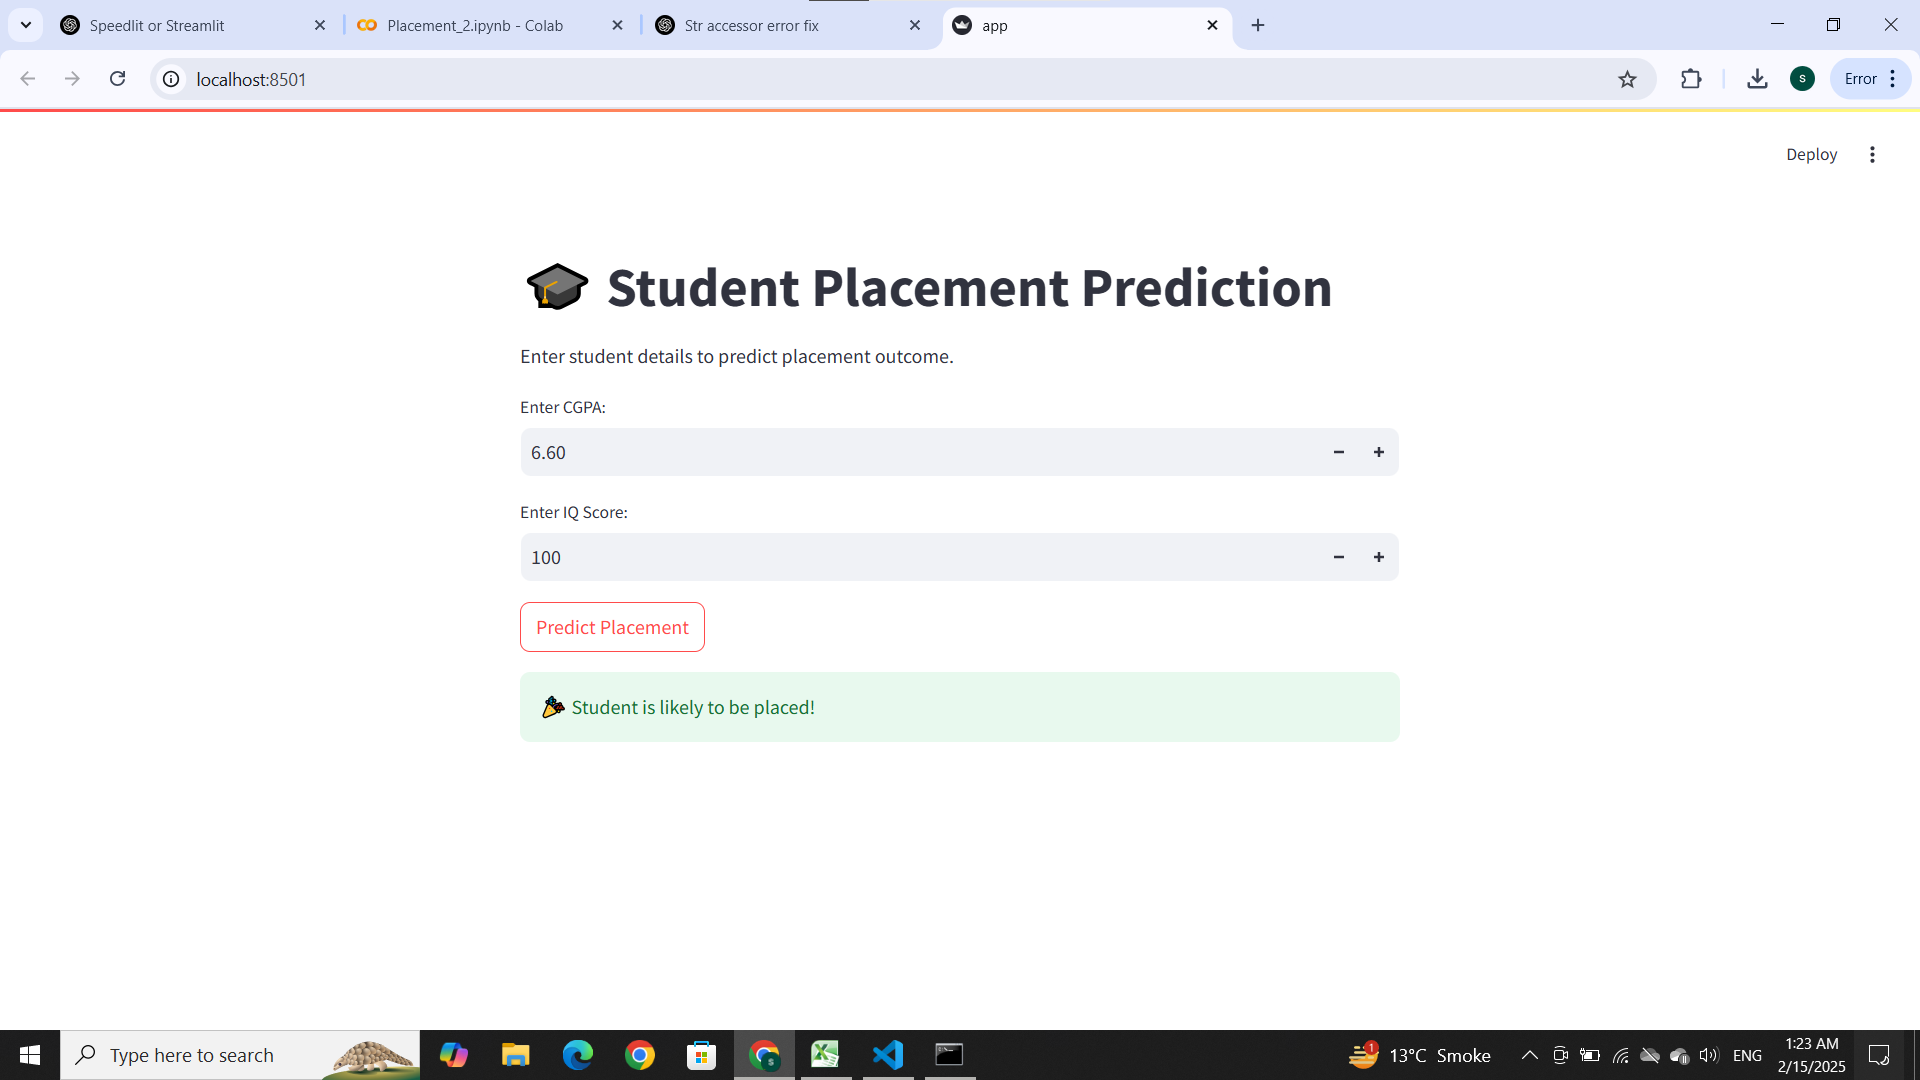 Speedlit or Streamlit
Placement_2.ipynb - Colab
Str accessor error fix
app
localhost:8501
S
Error
Deploy
Student Placement Prediction
Enter student details to predict placement outcome.
Enter CGPA:
6.60
Enter IQ Score:
100
Predict Placement
Student is likely to be placed!
Type here to search
1
13°C Smoke
ENG
1:23 AM
2/15/2025